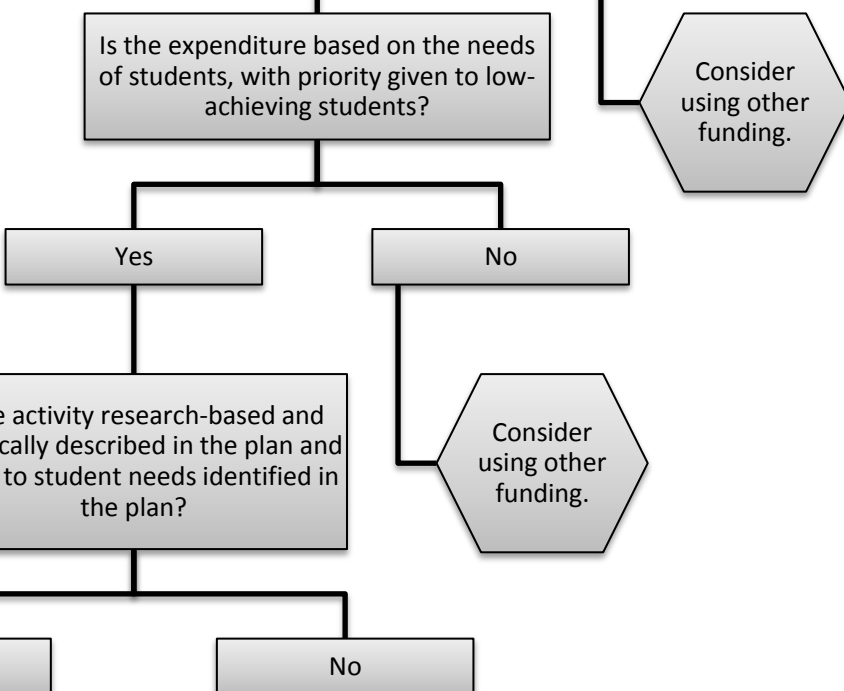 Is the expenditure based on the needs
of students, with priority given to low-
achieving students?
Consider
using other
funding.
Yes
No
activity research-based and
described in the plan and
to student needs identified in
the plan?
Consider
using other
funding.
No